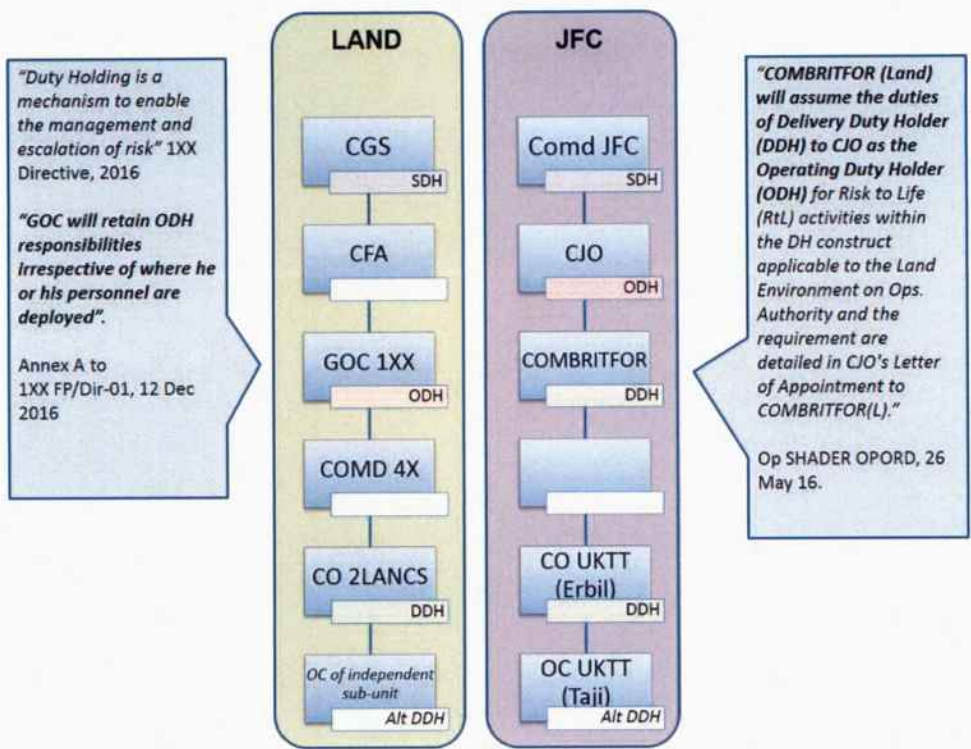 "Duty Holding is a
mechanism to enable
the management and
escalation of risk" 1XX
Directive, 2016
"GOC will retain ODH
responsibilities
irrespective of where he
or his personnel are
deployed".
Annex A to
1XX FP/Dir-01, 12 Dec
2016
LAND
CGS
SDH
CFA
GOC 1XX
ODH
COMD 4X
CO 2LANCS
DDH
OC of independent
sub-unit
Alt DDH
JFC
Comd JFC
SDH
CJO
ODH
COMBRITFOR
DDH
CO UKTT
(Erbil)
DDH
OC UKTT
(Taji)
Alt DDH
"COMBRITFOR (Land)
will assume the duties
of Delivery Duty Holder
(DDH) to CJO as the
Operating Duty Holder
(ODH) for Risk to Life
(RtL) activities within
the DH construct
applicable to the Land
Environment on Ops.
Authority and the
requirement are
detailed in CJO's Letter
of Appointment to
COMBRITFOR(L)."
Op SHADER OPORD, 26
May 16.